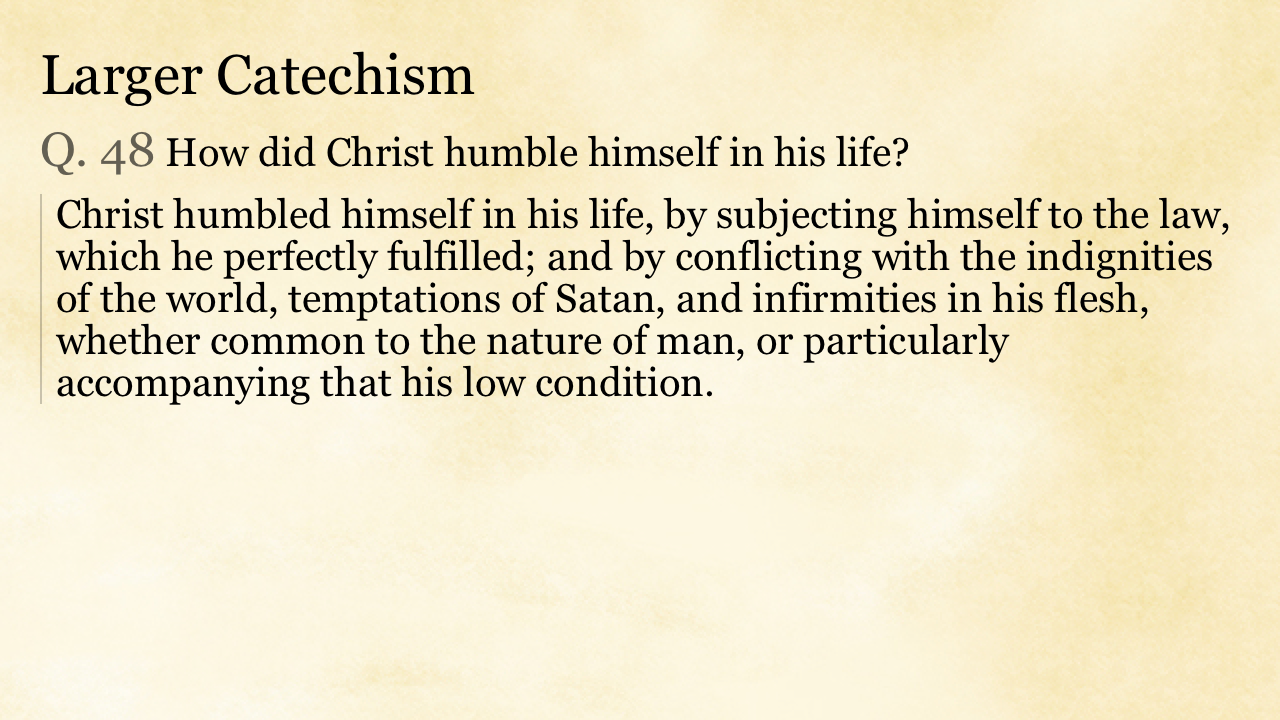 Larger Catechism
Q. 48 How did Christ humble himself in his life?
Christ humbled himself in his life, by subjecting himself to the law,
which he perfectly fulfilled; and by conflicting with the indignities
of the world, temptations of Satan, and infirmities in his flesh,
whether common to the nature of man, or particularly
accompanying that his low condition.